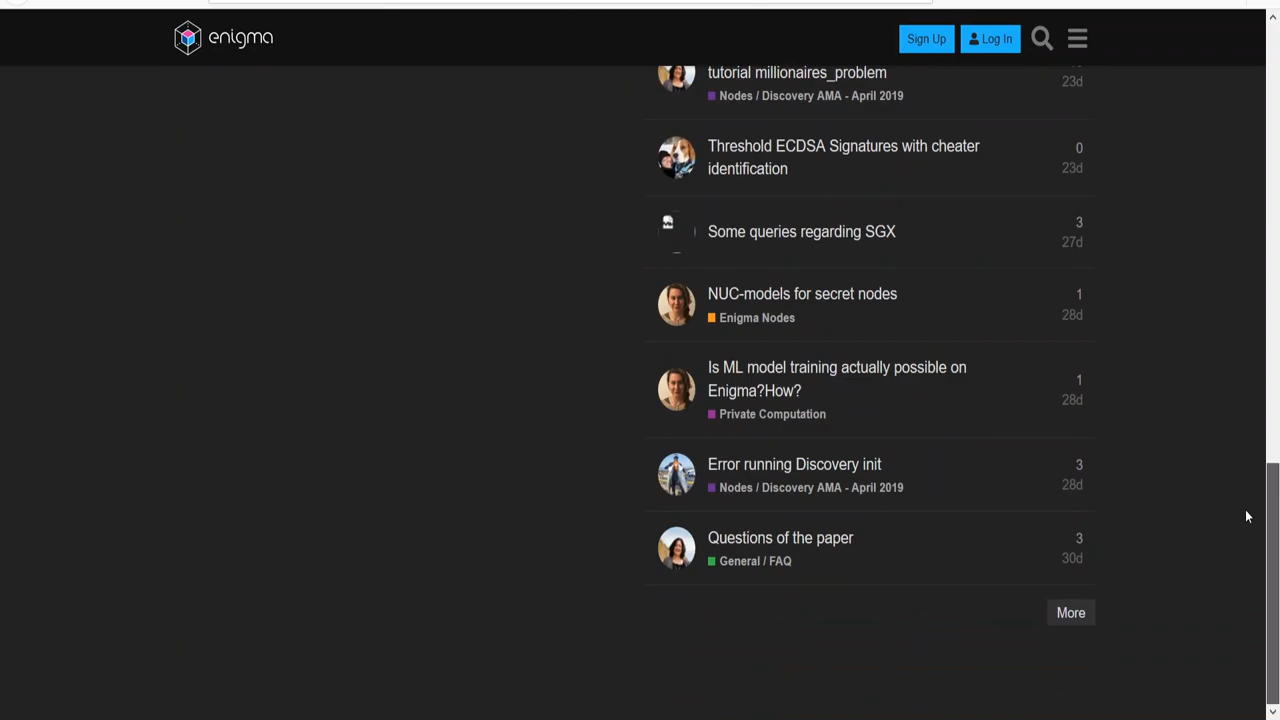 enigma
Sign Up
Log In
tutorial millionaires_problem
23d
Nodes / Discovery AMA - April 2019
Threshold ECDSA Signatures with cheater
identification
0
23d
Some queries regarding SGX
3
27d
NUC-models for secret nodes
Enigma Nodes
1
28d
Is ML model training actually possible on
Enigma?How?
Private Computation
1
28d
Error running Discovery init
Nodes / Discovery AMA - April 2019
3
28d
Questions of the paper
General / FAQ
3
30d
More